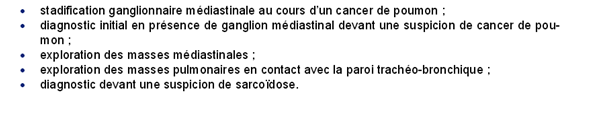 • stadification ganglionnaire médiastinale au cours d'un cancer de poumon ;
• diagnostic initial en présence de ganglion médiastinal devant une suspicion de cancer de pou-
mon ;
• exploration des masses médiastinales ;
• exploration des masses pulmonaires en contact avec la paroi trachéo-bronchique ;
• diagnostic devant une suspicion de sarcoïdose.